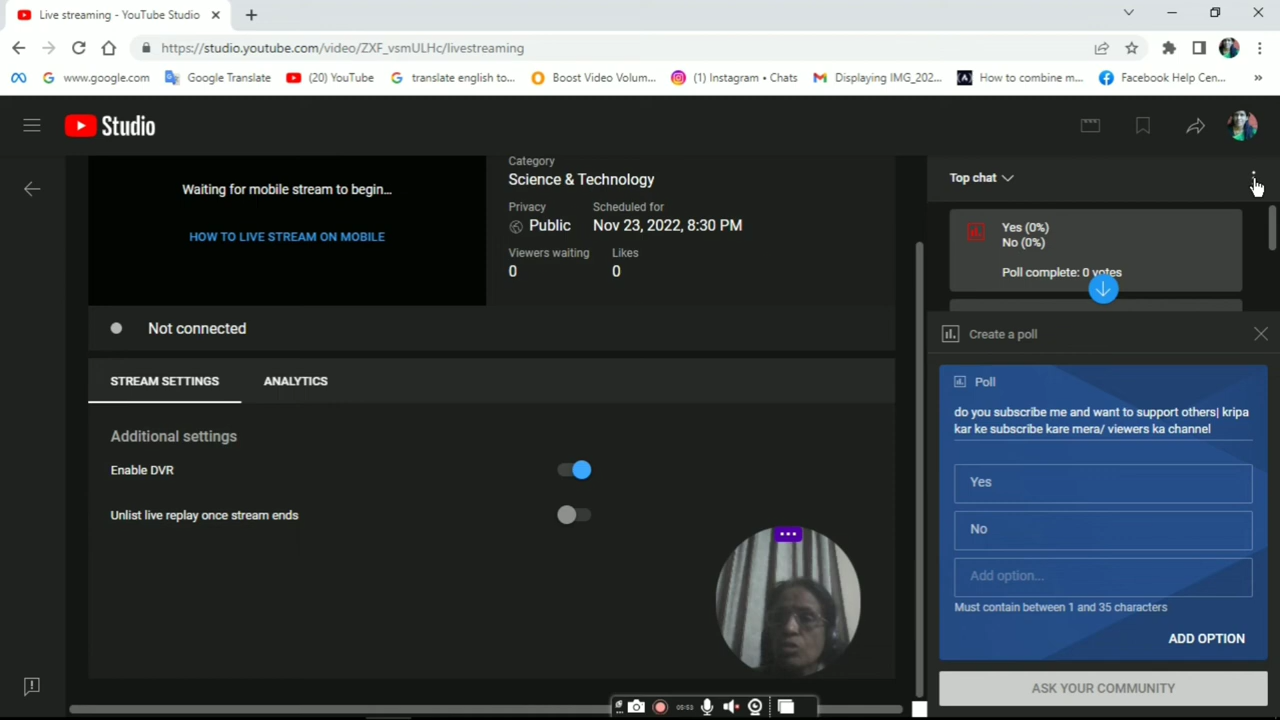 Live streaming - YouTube Studio
https://studio.youtube.com/video/ZXF_vsmULHc/livestreaming
www.google.com
Google Translate
(20) YouTube
translate english to...
Boost Video Volum...
(1) Instagram • Chats
Displaying IMG_202...
How to combine m...
Facebook Help Cen...
Studio
Waiting for mobile stream to begin...
HOW TO LIVE STREAM ON MOBILE
Category
Science & Technology
Privacy
Public
Scheduled for
Nov 23, 2022, 8:30 PM
Viewers waiting
0
Likes
0
Not connected
STREAM SETTINGS
ANALYTICS
Additional settings
Enable DVR
Unlist live replay once stream ends
Top chat
Yes (0%)
No (0%)
Poll complete: 0 votes
Create a poll
Poll
do you subscribe me and want to support others| kripa
kar ke subscribe kare mera/ viewers ka channel
Yes
No
Add option...
Must contain between 1 and 35 characters
ADD OPTION
ASK YOUR COMMUNITY